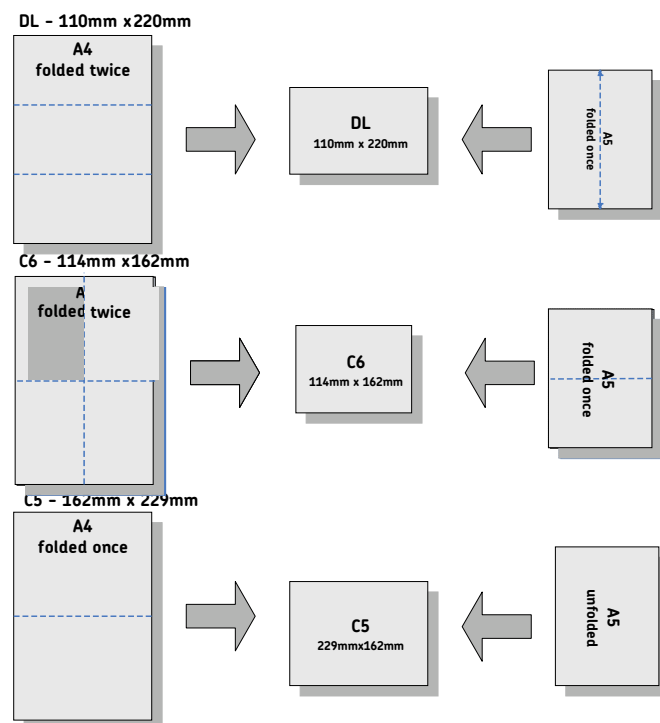 DL - 110mm x220mm
A4
folded twice
DL
110mm x 220mm
A5
folded once
C6 - 114mm x162mm
A
folded twice
C6
114mm x 162mm
A5
folded once
C5 - 162mm x 229mm
A4
folded once
C5
229mmx162mm
A5
unfolded